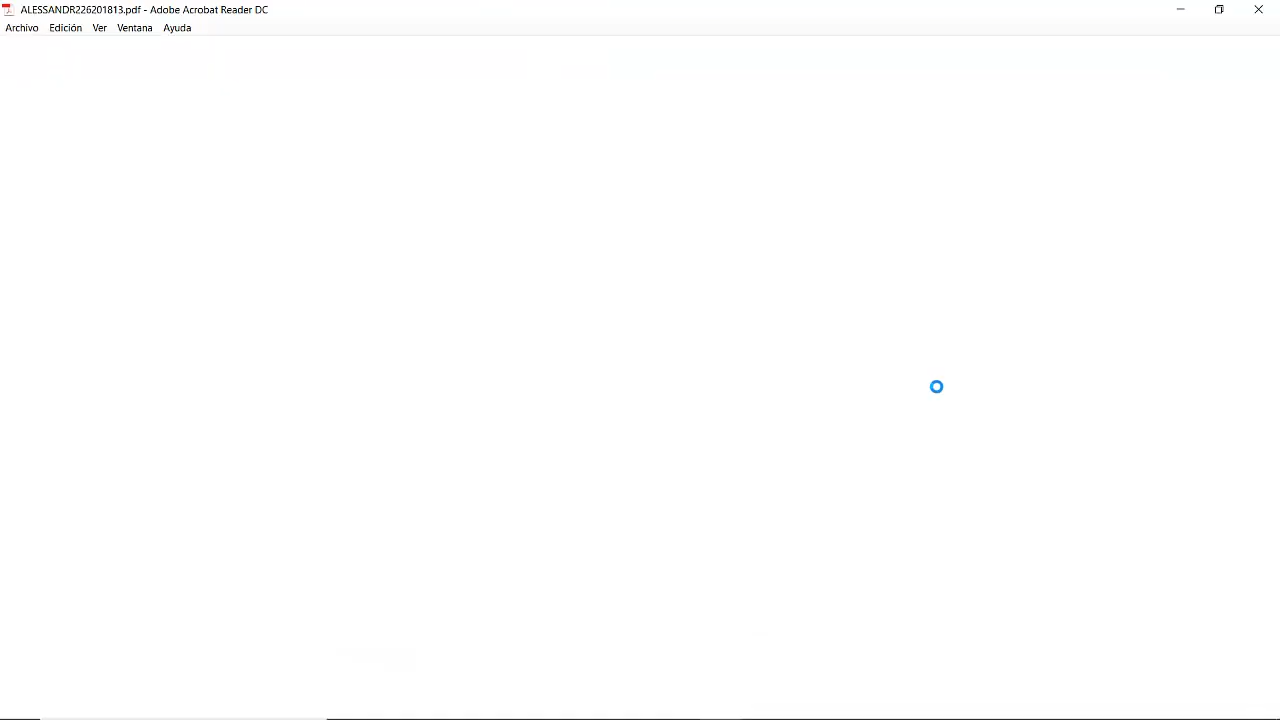 ALESSANDR226201813.pdf - Adobe Acrobat Reader DC
Archivo Edición Ver Ventana Ayuda